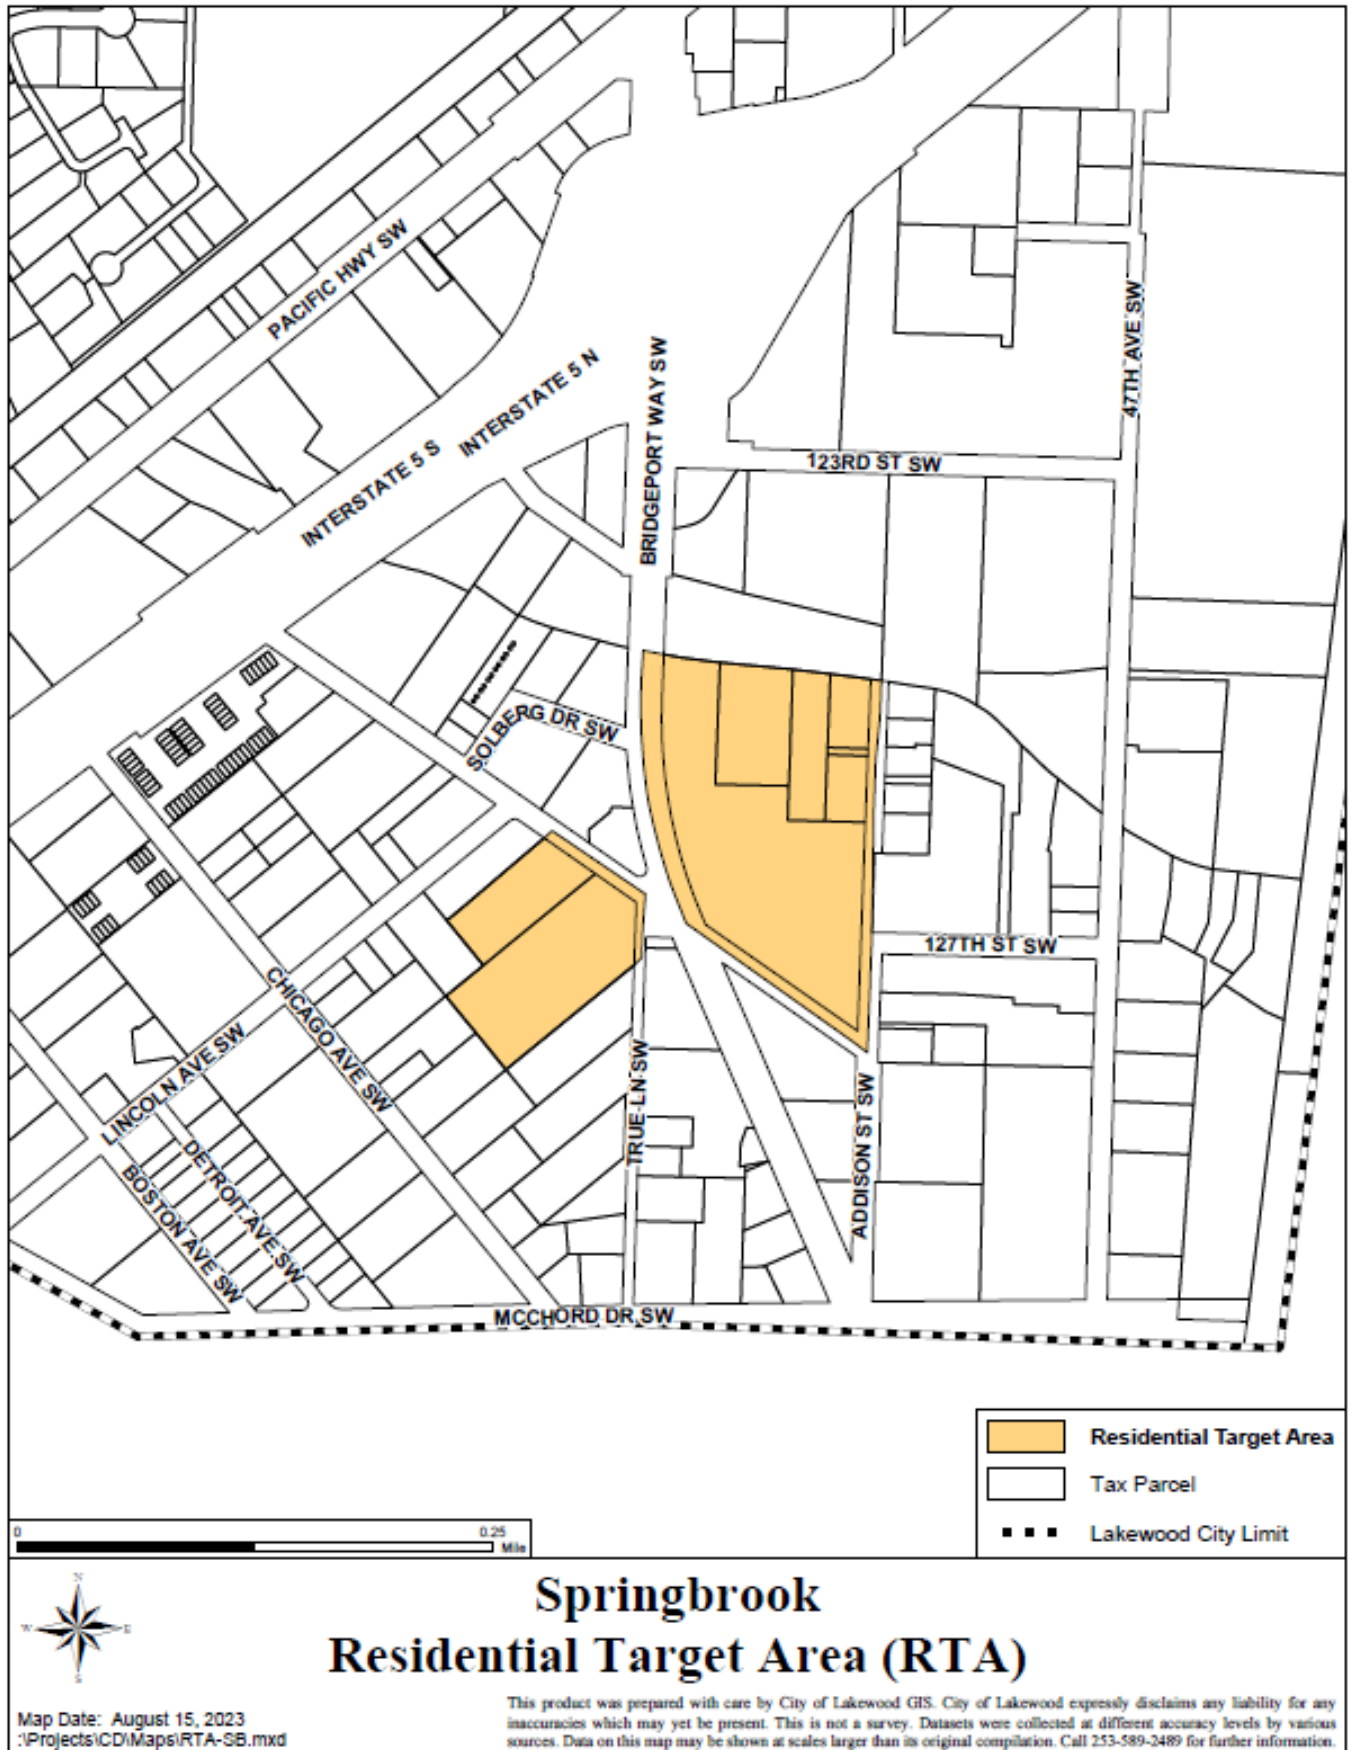 PACIFIC HWY SW
INTERSTATE 5 N
INTERSTATE 5 S
BRIDGEPORT WAY SW
47TH AVE SW
123RD ST SW
SOLBERG DR SW
127TH ST SW
CHICAGO AVE SW
LINCOLN AVE SW
TRUE LN SW
ADDISON ST SW
DETROIT AVE SW
BOSTON AVE SW
MCCHORD DR SW
Residential Target Area
Tax Parcel
Lakewood City Limit
0 0.25
Mile
N
W E
S
Springbrook
Residential Target Area (RTA)
Map Date: August 15, 2023
:\Projects\CD\Maps\RTA-SB.mxd
This product was prepared with care by City of Lakewood GIS. City of Lakewood expressly disclaims any liability for any
inaccuracies which may yet be present. This is not a survey. Datasets were collected at different accuracy levels by various
sources. Data on this map may be shown at scales larger than its original compilation. Call 253-589-2489 for further information.